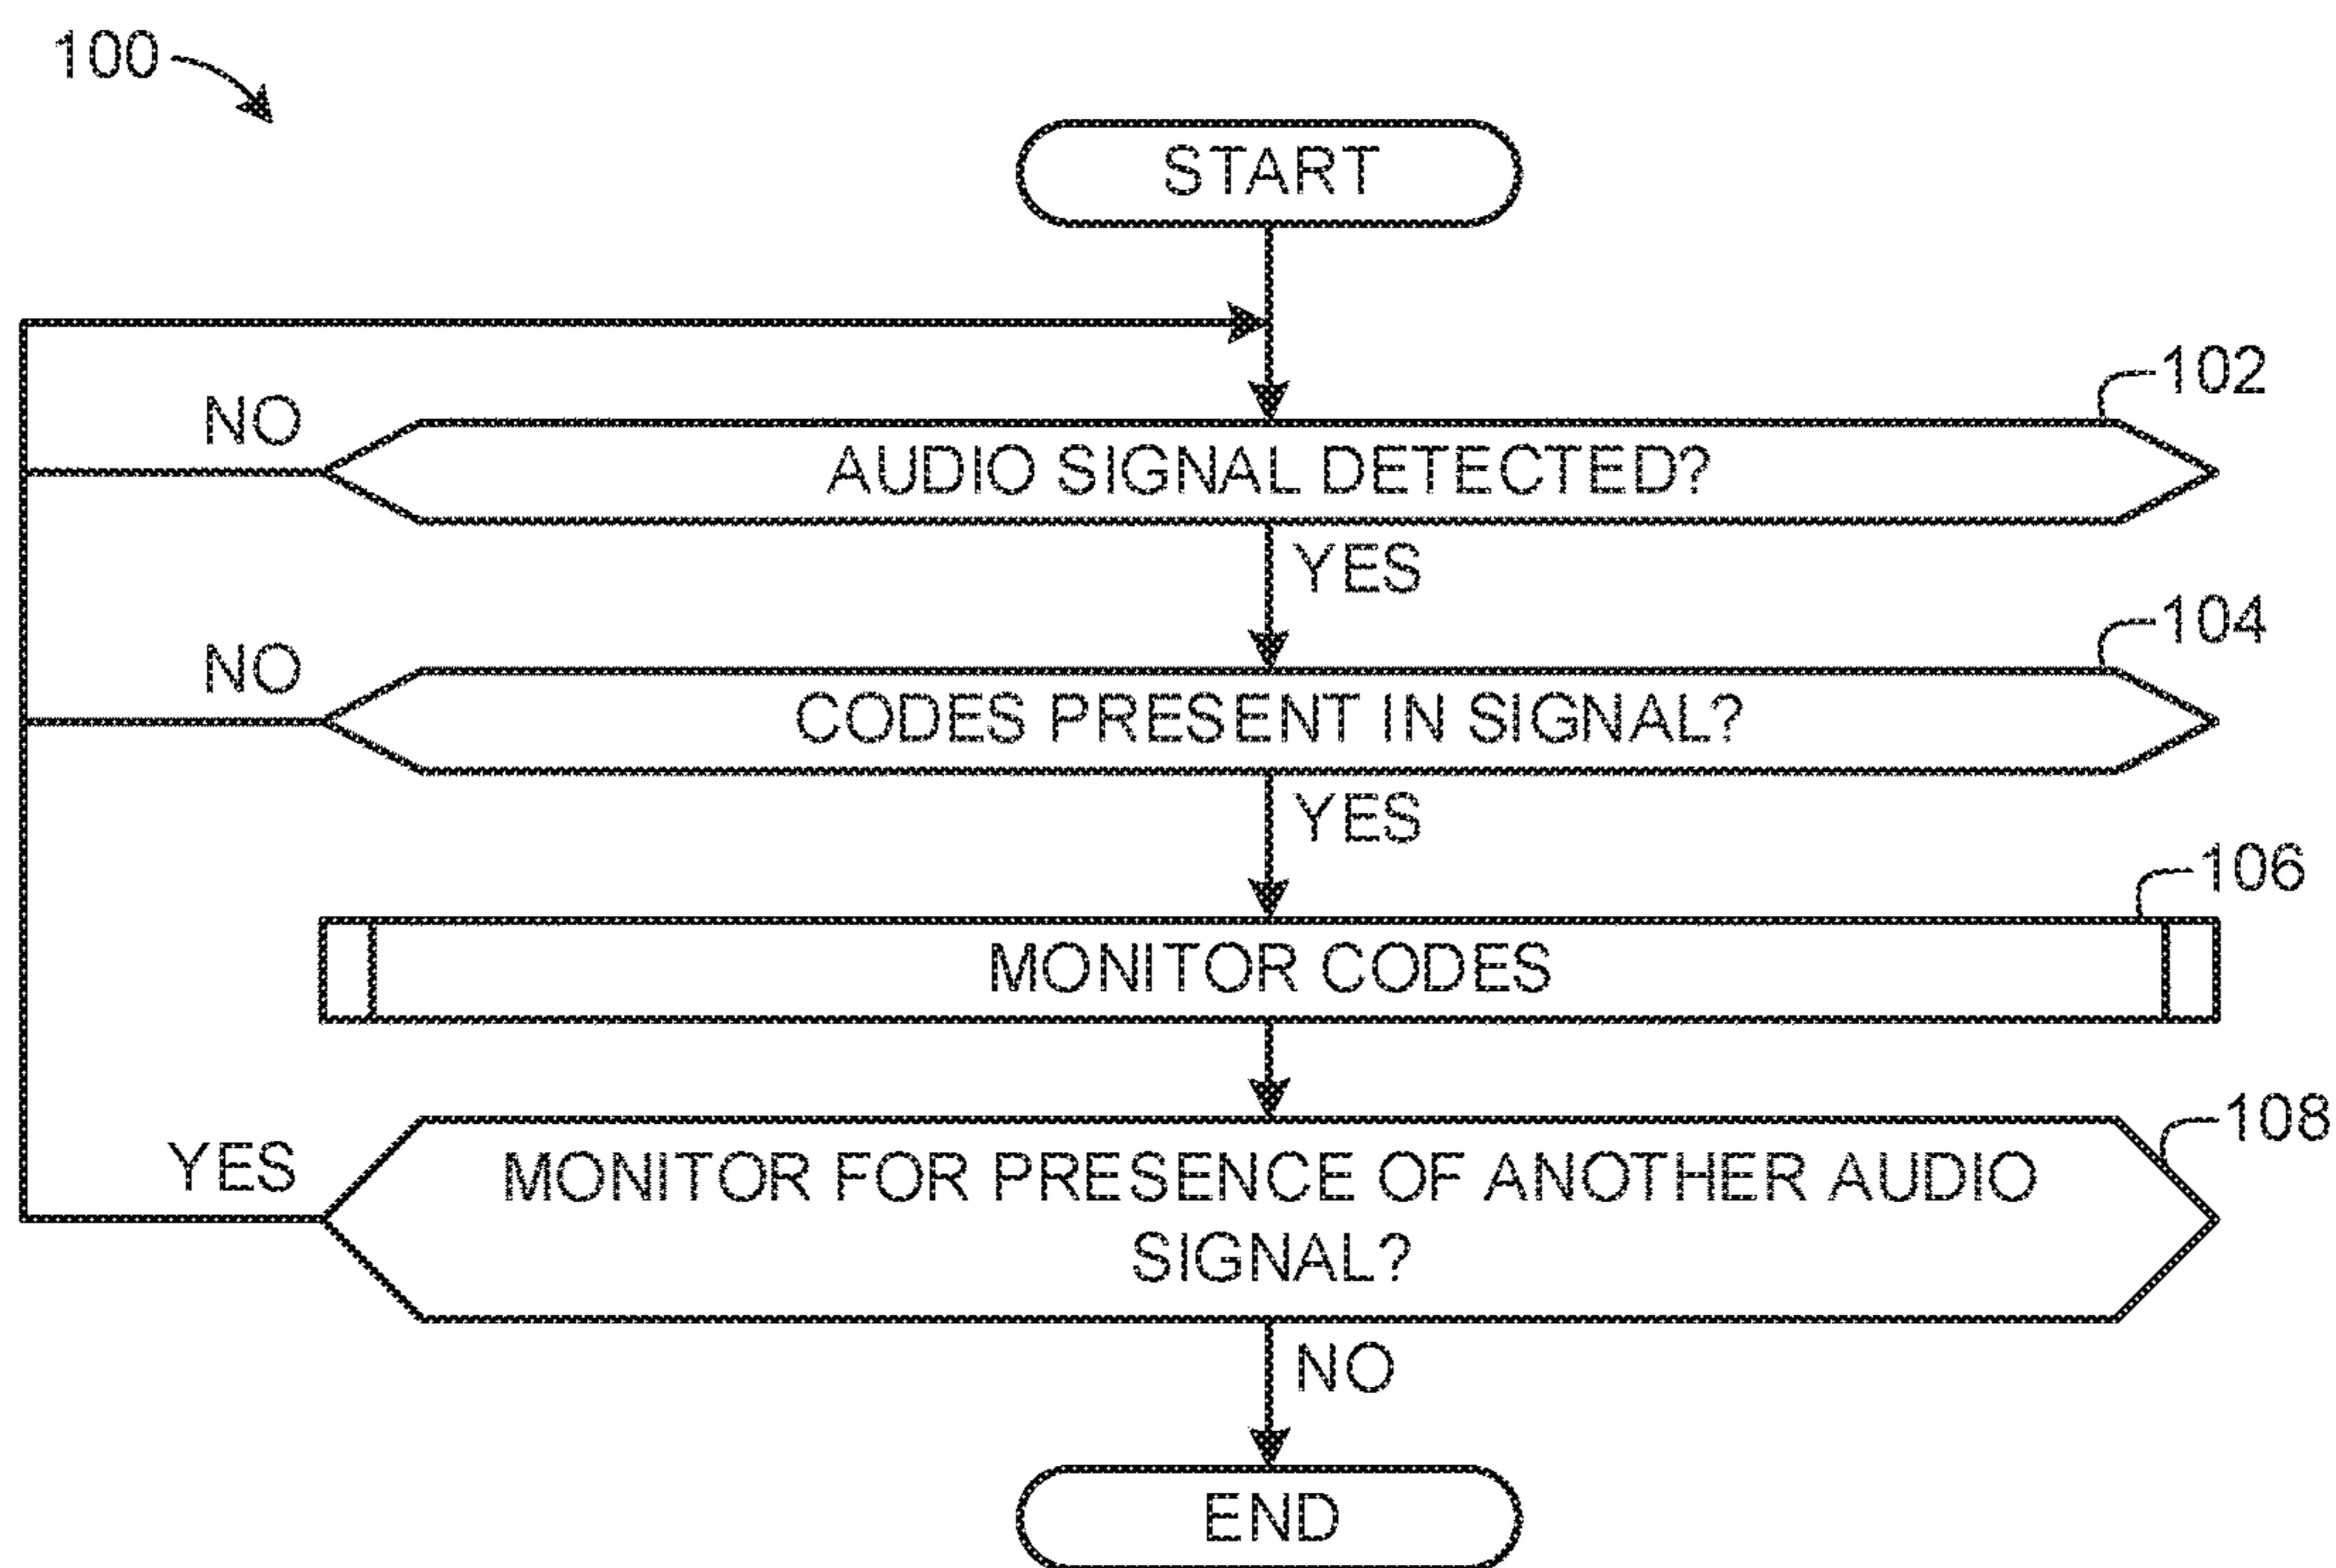 100
START
102
NO
AUDIO SIGNAL DETECTED?
YES
104
NO
CODES PRESENT IN SIGNAL?
YES
106
MONITOR CODES
108
YES
MONITOR FOR PRESENCE OF ANOTHER AUDIO
SIGNAL?
NO
END